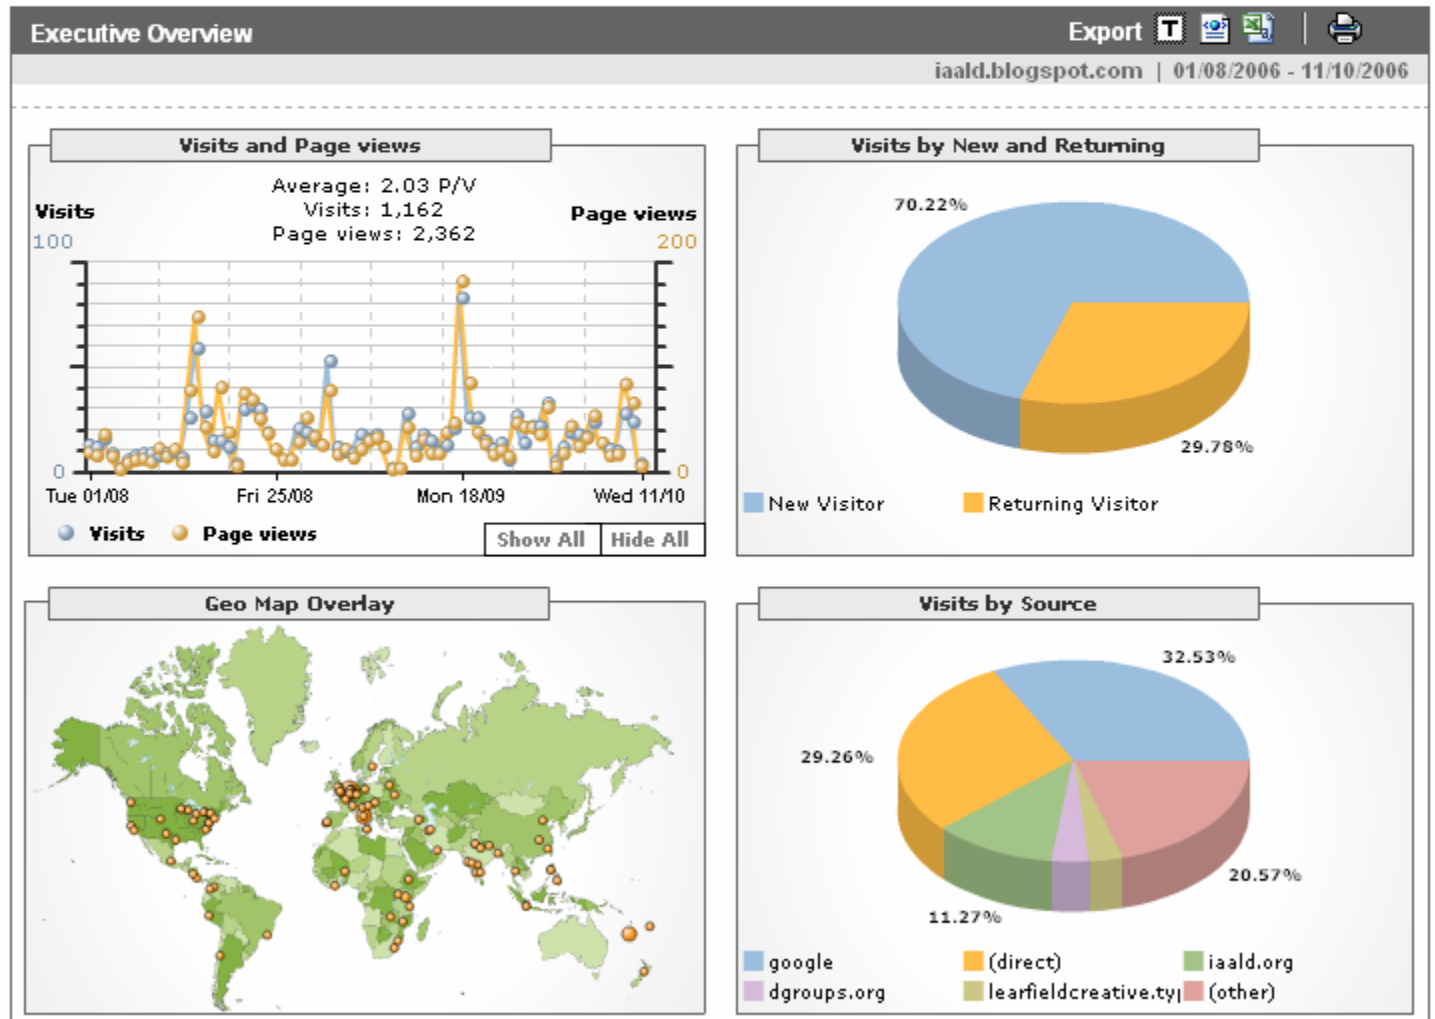 Executive Overview
Export T
iaald.blogspot.com | 01/08/2006 - 11/10/2006
Visits and Page views
Average: 2.03 P/V
Visits: 1,162
Page views: 2,362
Visits
Page views
100
200
0
0
Tue 01/08 Fri 25/08 Mon 18/09 Wed 11/10
Visits Page views
Show All Hide All
Visits by New and Returning
70.22%
29.78%
New Visitor Returning Visitor
Geo Map Overlay
Visits by Source
32.53%
29.26%
20.57%
11.27%
google (direct) iaald.org
dgroups.org learfieldcreative.typ (other)